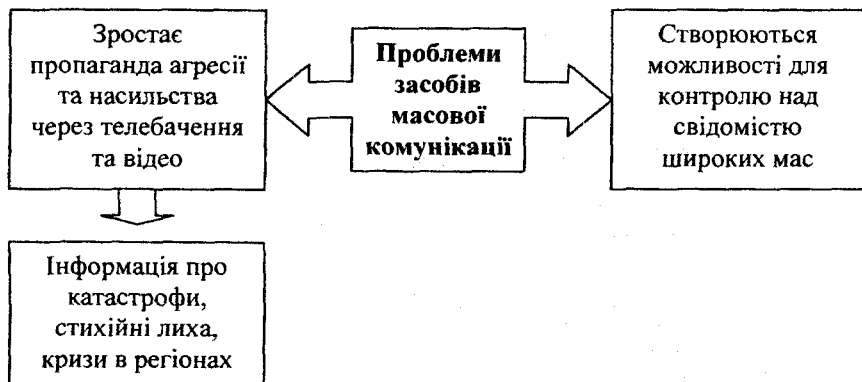 Зростає
пропаганда агресії
та насильства
через телебачення
та відео
Проблеми
засобів
масової
комунікації
Створюються
можливості для
контролю над
свідомістю
широких мас
Інформація про
катастрофи,
стихійні лиха,
кризи в регіонах